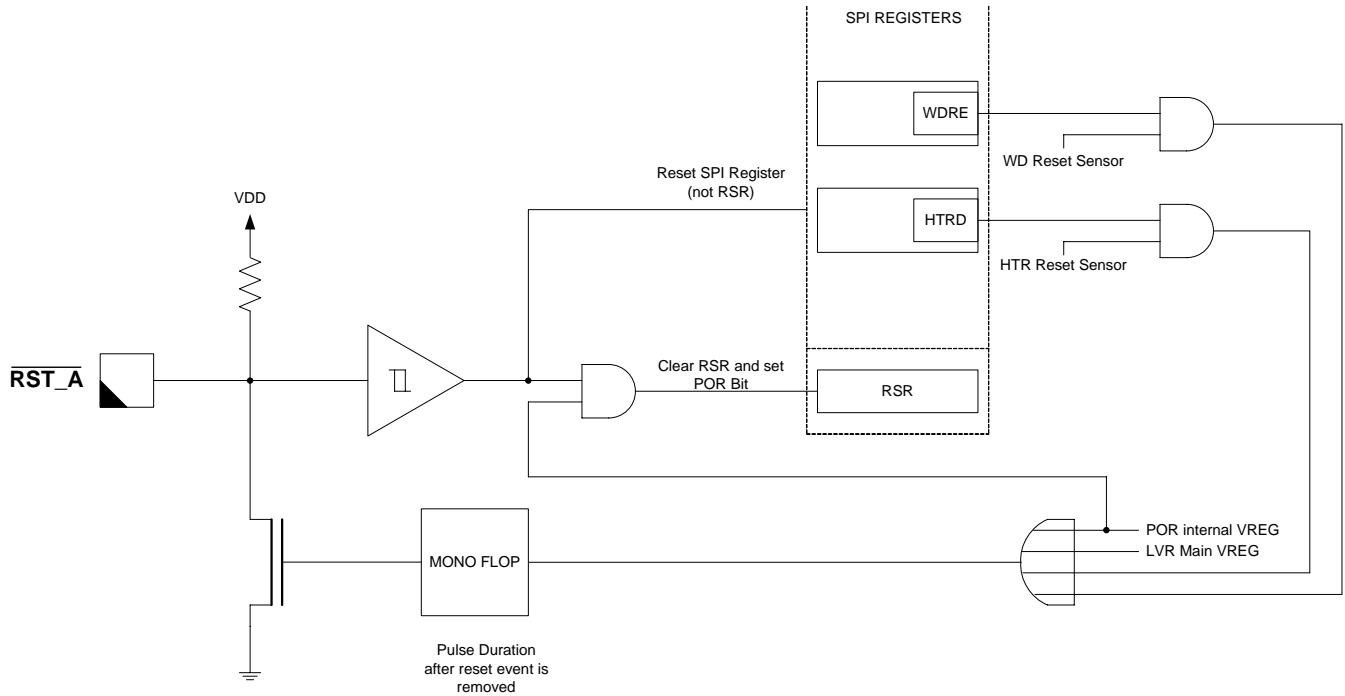 SPI REGISTERS
WDRE
WD Reset Sensor
Reset SPI Register
(not RSR)
VDD
HTRD
HTR Reset Sensor
RST_A
Clear RSR and set
POR Bit
RSR
POR internal VREG
LVR Main VREG
MONO FLOP
Pulse Duration
after reset event is
removed